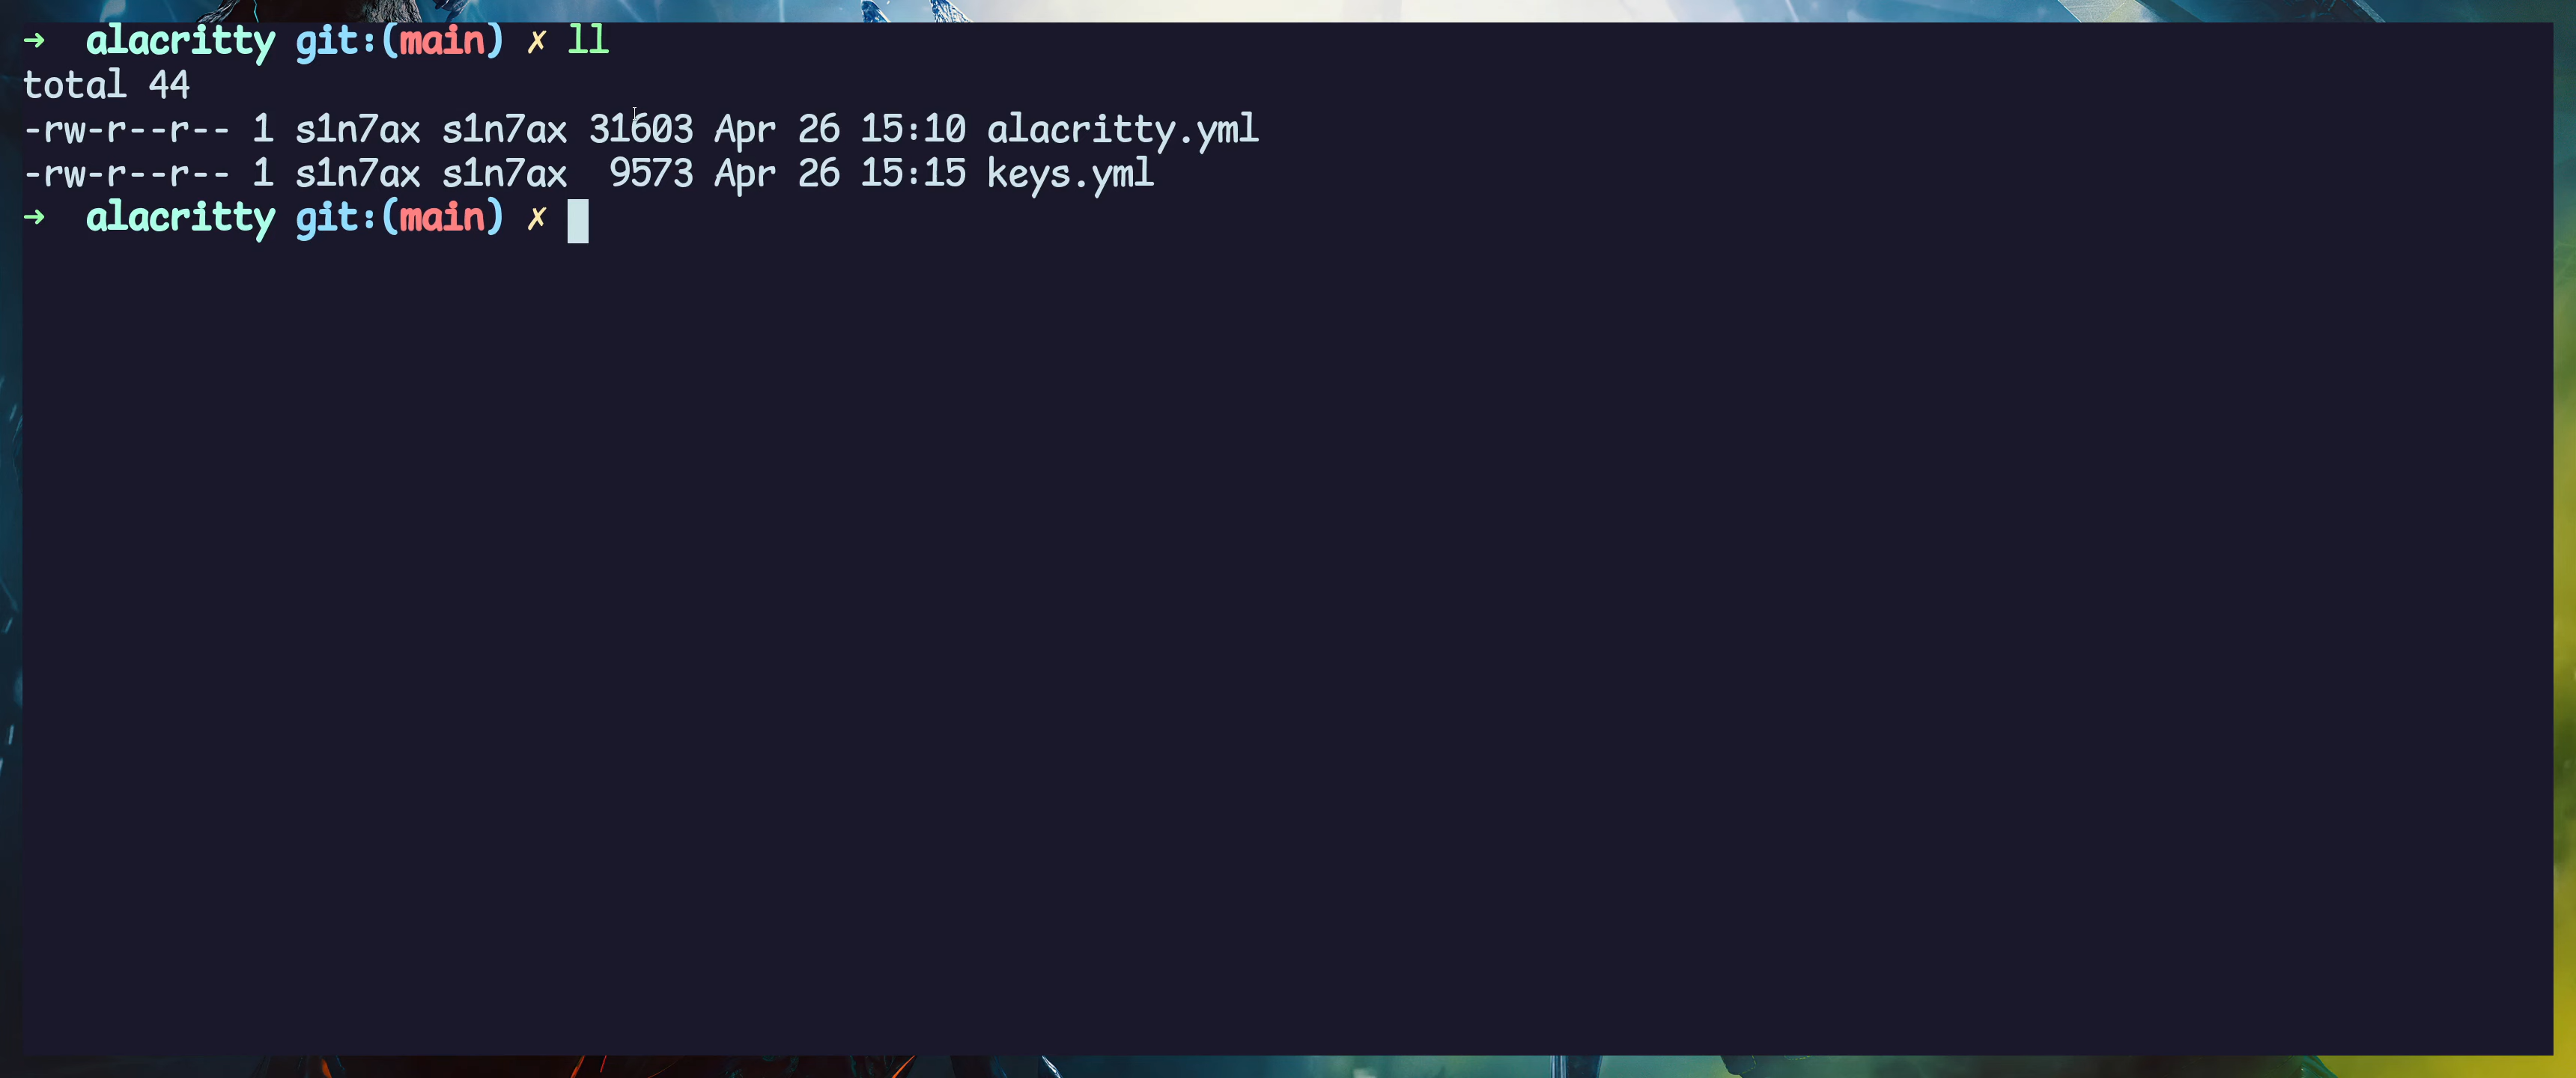 ➜  alacritty git:(main) ✗ ll
total 44
-rw-r--r-- 1 s1n7ax s1n7ax 31603 Apr 26 15:10 alacritty.yml
-rw-r--r-- 1 s1n7ax s1n7ax  9573 Apr 26 15:15 keys.yml
➜  alacritty git:(main) ✗